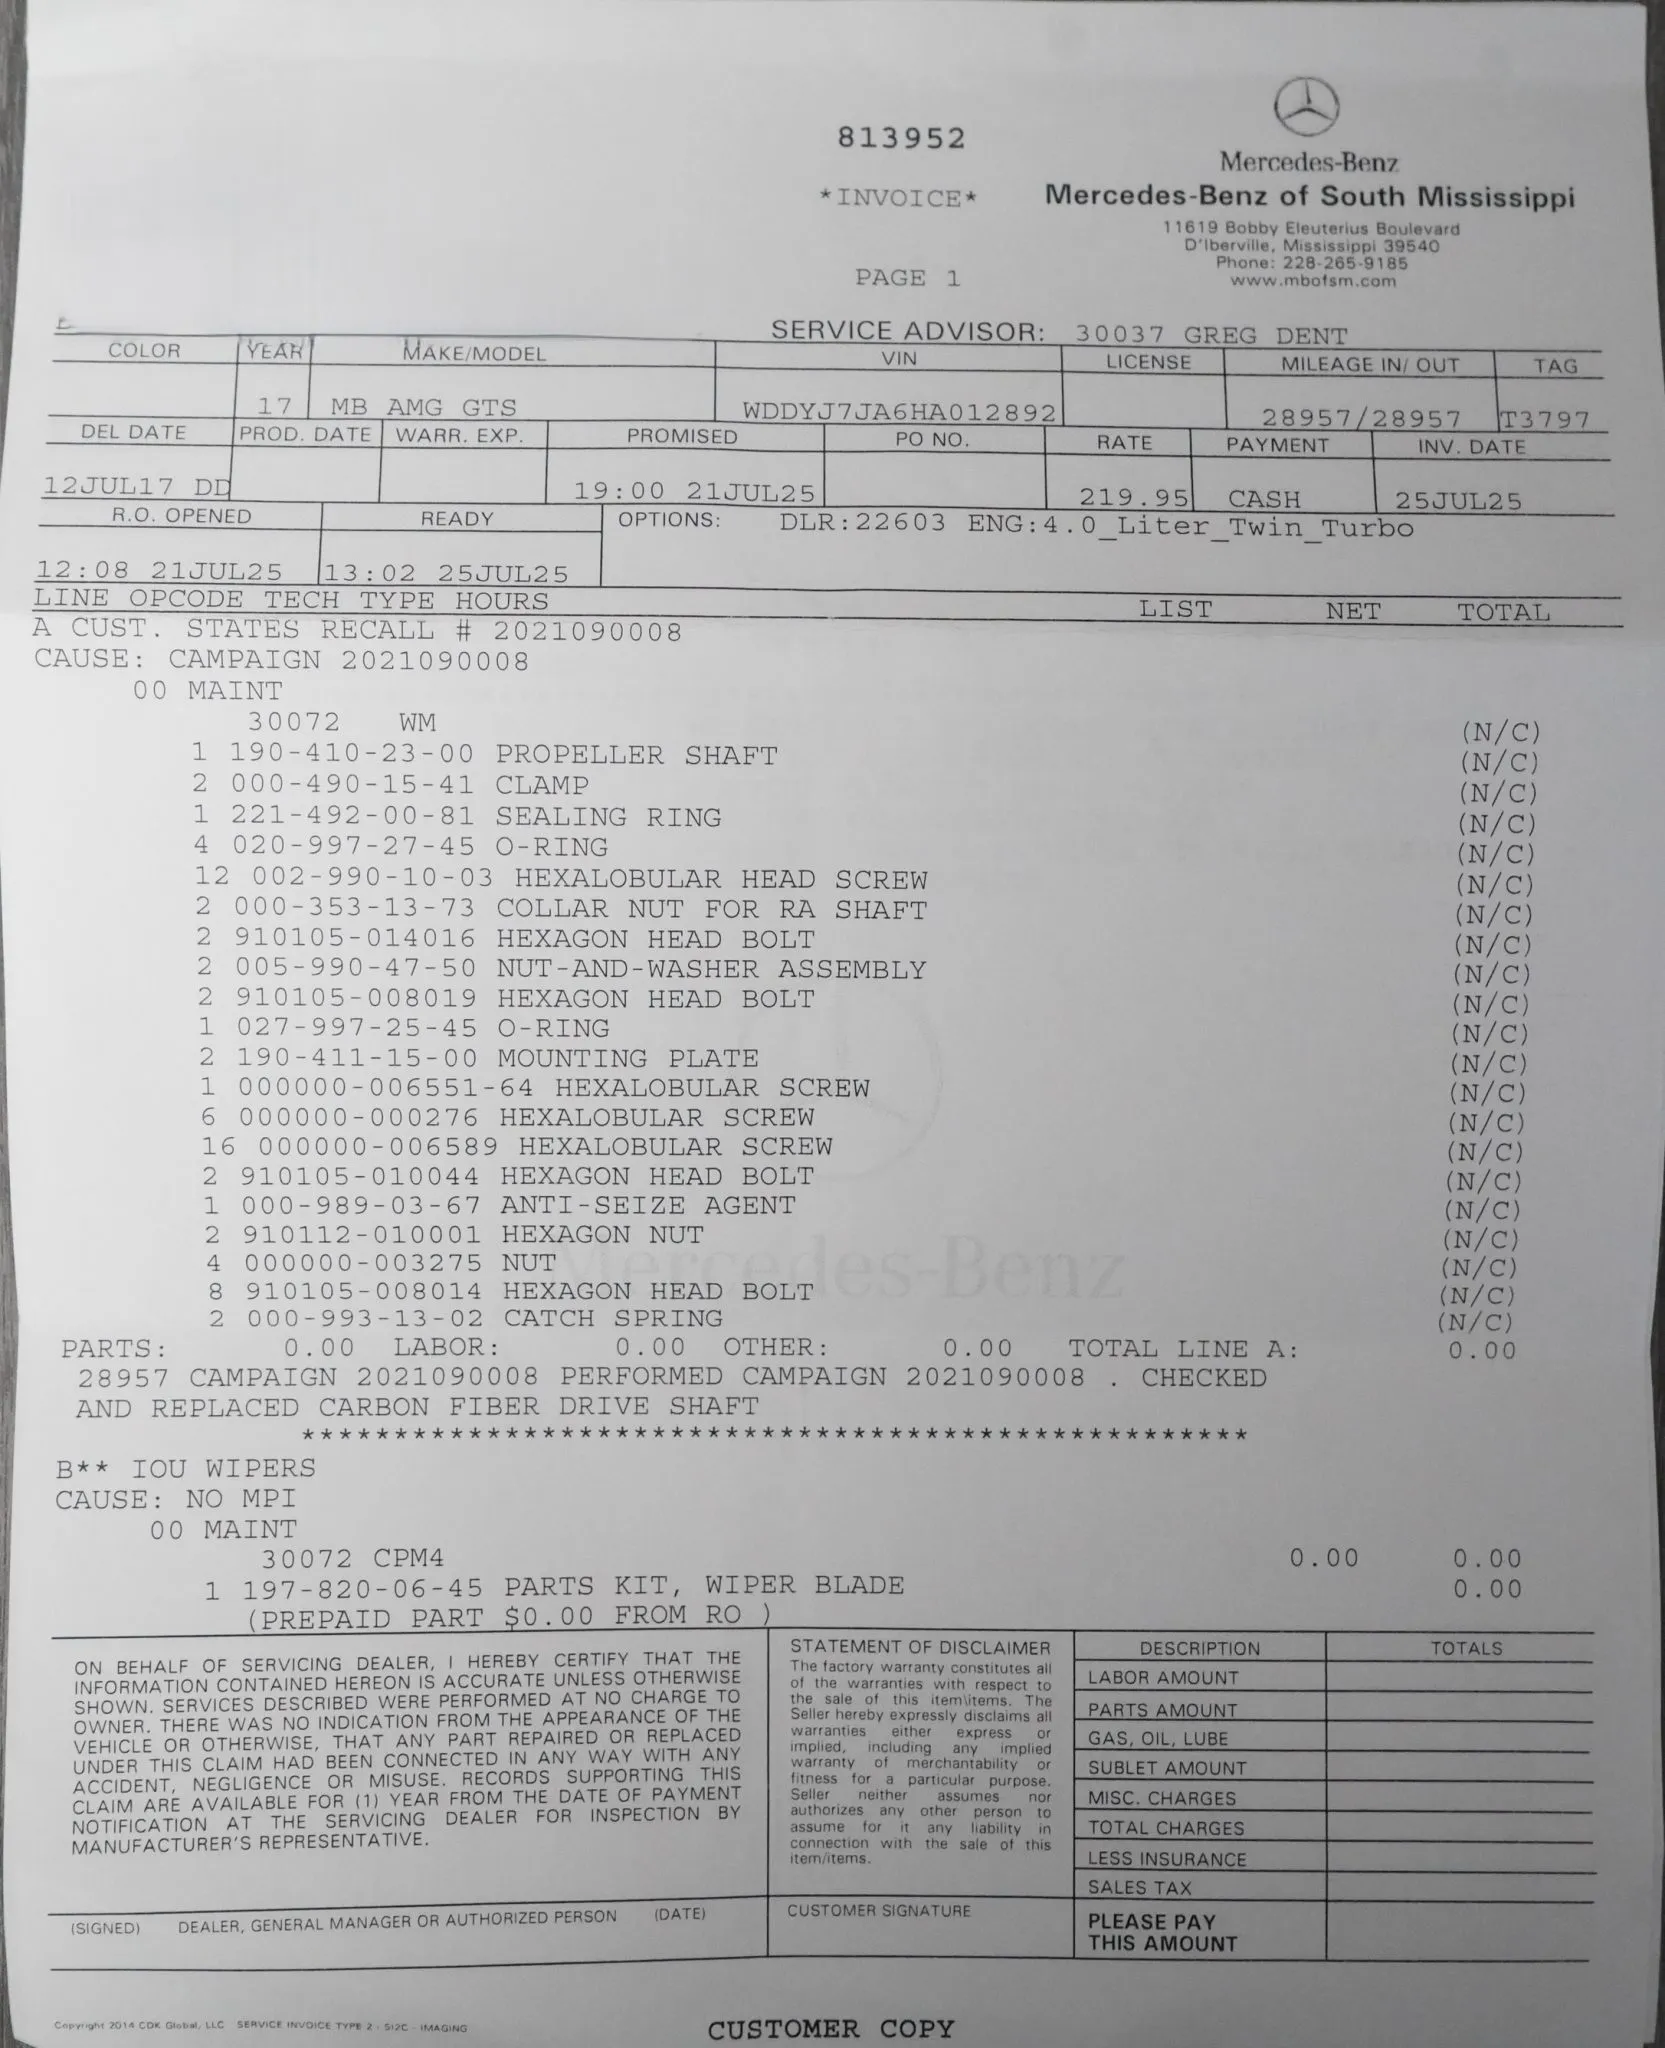 813952
*INVOICE*
PAGE 1
Mercedes-Benz
Mercedes-Benz of South Mississippi
11619 Bobby Eleuterius Boulevard
D'Iberville, Mississippi 39540
Phone: 228-265-9185
www.mbofsm.com
SERVICE ADVISOR: 30037 GREG DENT
COLOR YEAR MAKE/MODEL VIN LICENSE MILEAGE IN/ OUT TAG
17 MB AMG GTS WDDYJ7JA6HA012892 28957/28957 T3797
DEL DATE PROD. DATE WARR. EXP. PROMISED PO NO. RATE PAYMENT INV. DATE
12JUL17 DD 19:00 21JUL25 219.95 CASH 25JUL25
R.O. OPENED READY OPTIONS: DLR:22603 ENG:4.0_Liter_Twin_Turbo
12:08 21JUL25 13:02 25JUL25
LINE OPCODE TECH TYPE HOURS LIST NET TOTAL
A CUST. STATES RECALL # 2021090008
CAUSE: CAMPAIGN 2021090008
00 MAINT
30072 WM (N/C)
1 190-410-23-00 PROPELLER SHAFT (N/C)
2 000-490-15-41 CLAMP (N/C)
1 221-492-00-81 SEALING RING (N/C)
4 020-997-27-45 O-RING (N/C)
12 002-990-10-03 HEXALOBULAR HEAD SCREW (N/C)
2 000-353-13-73 COLLAR NUT FOR RA SHAFT (N/C)
2 910105-014016 HEXAGON HEAD BOLT (N/C)
2 005-990-47-50 NUT-AND-WASHER ASSEMBLY (N/C)
2 910105-008019 HEXAGON HEAD BOLT (N/C)
1 027-997-25-45 O-RING (N/C)
2 190-411-15-00 MOUNTING PLATE (N/C)
1 000000-006551-64 HEXALOBULAR SCREW (N/C)
6 000000-000276 HEXALOBULAR SCREW (N/C)
16 000000-006589 HEXALOBULAR SCREW (N/C)
2 910105-010044 HEXAGON HEAD BOLT (N/C)
1 000-989-03-67 ANTI-SEIZE AGENT (N/C)
2 910112-010001 HEXAGON NUT (N/C)
4 000000-003275 NUT (N/C)
8 910105-008014 HEXAGON HEAD BOLT (N/C)
2 000-993-13-02 CATCH SPRING (N/C)
Mercedes-Benz
PARTS: 0.00 LABOR: 0.00 OTHER: 0.00 TOTAL LINE A: 0.00
28957 CAMPAIGN 2021090008 PERFORMED CAMPAIGN 2021090008 . CHECKED
AND REPLACED CARBON FIBER DRIVE SHAFT
***************************************************
B** IOU WIPERS
CAUSE: NO MPI
00 MAINT
30072 CPM4 0.00 0.00
1 197-820-06-45 PARTS KIT, WIPER BLADE 0.00
(PREPAID PART $0.00 FROM RO )
ON BEHALF OF SERVICING DEALER, I HEREBY CERTIFY THAT THE
INFORMATION CONTAINED HEREON IS ACCURATE UNLESS OTHERWISE
SHOWN. SERVICES DESCRIBED WERE PERFORMED AT NO CHARGE TO
OWNER. THERE WAS NO INDICATION FROM THE APPEARANCE OF THE
VEHICLE OR OTHERWISE, THAT ANY PART REPAIRED OR REPLACED
UNDER THIS CLAIM HAD BEEN CONNECTED IN ANY WAY WITH ANY
ACCIDENT, NEGLIGENCE OR MISUSE. RECORDS SUPPORTING THIS
CLAIM ARE AVAILABLE FOR (1) YEAR FROM THE DATE OF PAYMENT
NOTIFICATION AT THE SERVICING DEALER FOR INSPECTION BY
MANUFACTURER'S REPRESENTATIVE.
(SIGNED) DEALER, GENERAL MANAGER OR AUTHORIZED PERSON (DATE)
STATEMENT OF DISCLAIMER
The factory warranty constitutes all
of the warranties with respect to
the sale of this item\items. The
Seller hereby expressly disclaims all
warranties either express or
implied, including any implied
warranty of merchantability or
fitness for a particular purpose.
Seller neither assumes nor
authorizes any other person to
assume for it any liability in
connection with the sale of this
item/items.
CUSTOMER SIGNATURE
DESCRIPTION TOTALS
LABOR AMOUNT
PARTS AMOUNT
GAS, OIL, LUBE
SUBLET AMOUNT
MISC. CHARGES
TOTAL CHARGES
LESS INSURANCE
SALES TAX
PLEASE PAY
THIS AMOUNT
Copyright 2014 CDK Global, LLC SERVICE INVOICE TYPE 2 - SI2C - IMAGING
CUSTOMER COPY